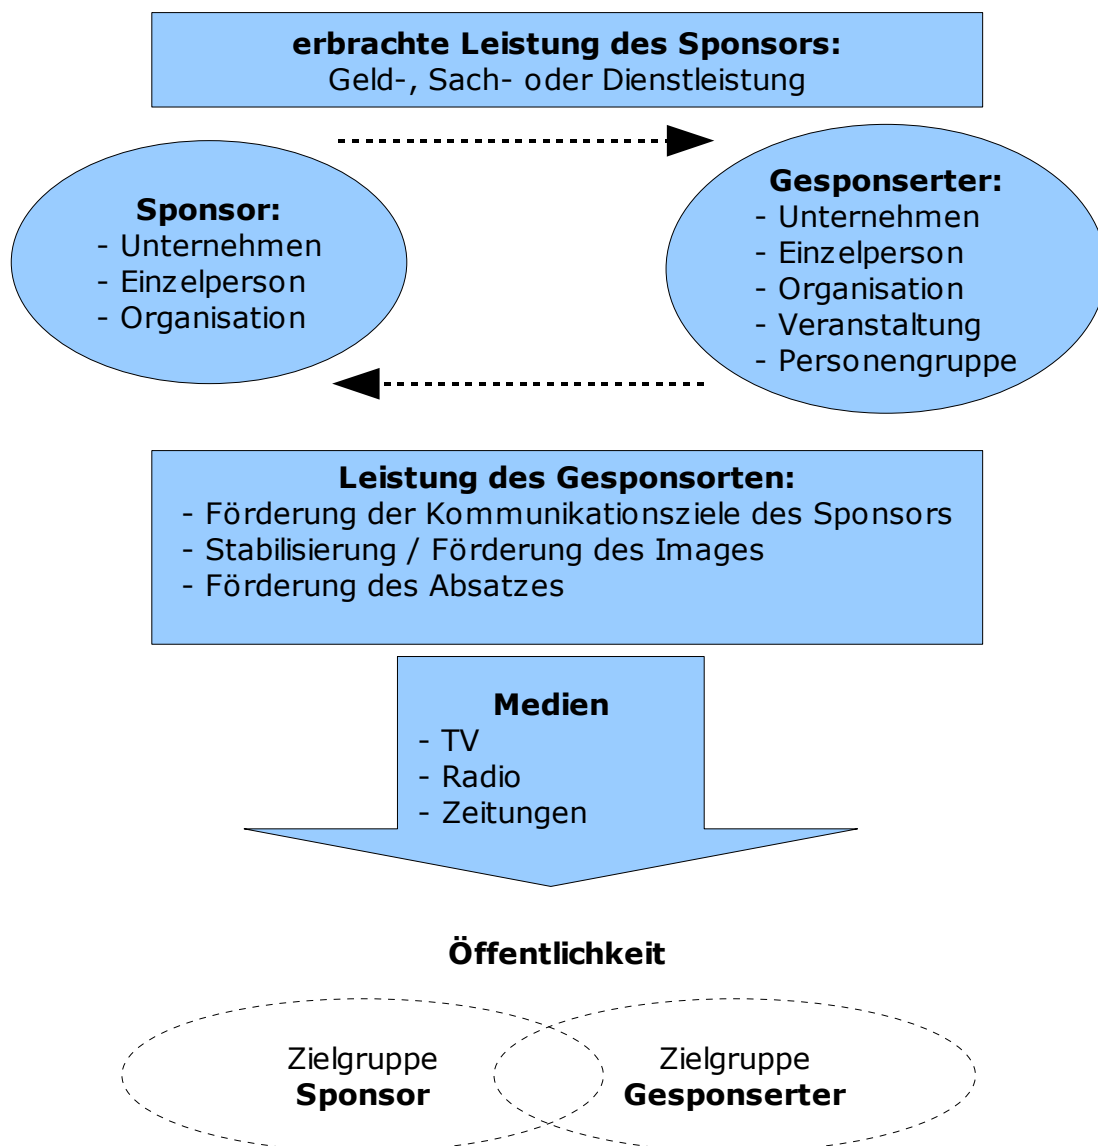 erbrachte Leistung des Sponsors:
Geld-, Sach- oder Dienstleistung
Sponsor:
- Unternehmen
- Einzelperson
- Organisation
Gesponserter:
- Unternehmen
- Einzelperson
- Organisation
- Veranstaltung
- Personengruppe
Leistung des Gesponsorten:
- Förderung der Kommunikationsziele des Sponsors
- Stabilisierung / Förderung des Images
- Förderung des Absatzes
Medien
- TV
- Radio
- Zeitungen
Öffentlichkeit
Zielgruppe
Sponsor
Zielgruppe
Gesponserter